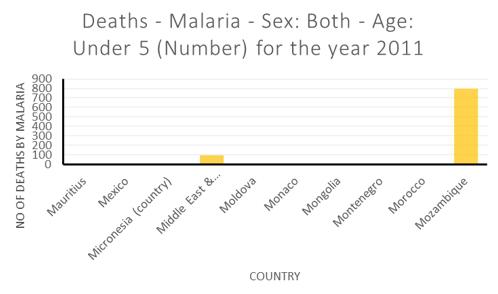 Deaths - Malaria - Sex: Both - Age:
Under 5 (Number) for the year 2011
NO OF DEATHS BY MALARIA
900
800
700
600
500
400
300
200
100
0
Mauritius
Mexico
Micronesia (country)
Middle East &...
Moldova
Monaco
Mongolia
Montenegro
Morocco
Mozambique
COUNTRY